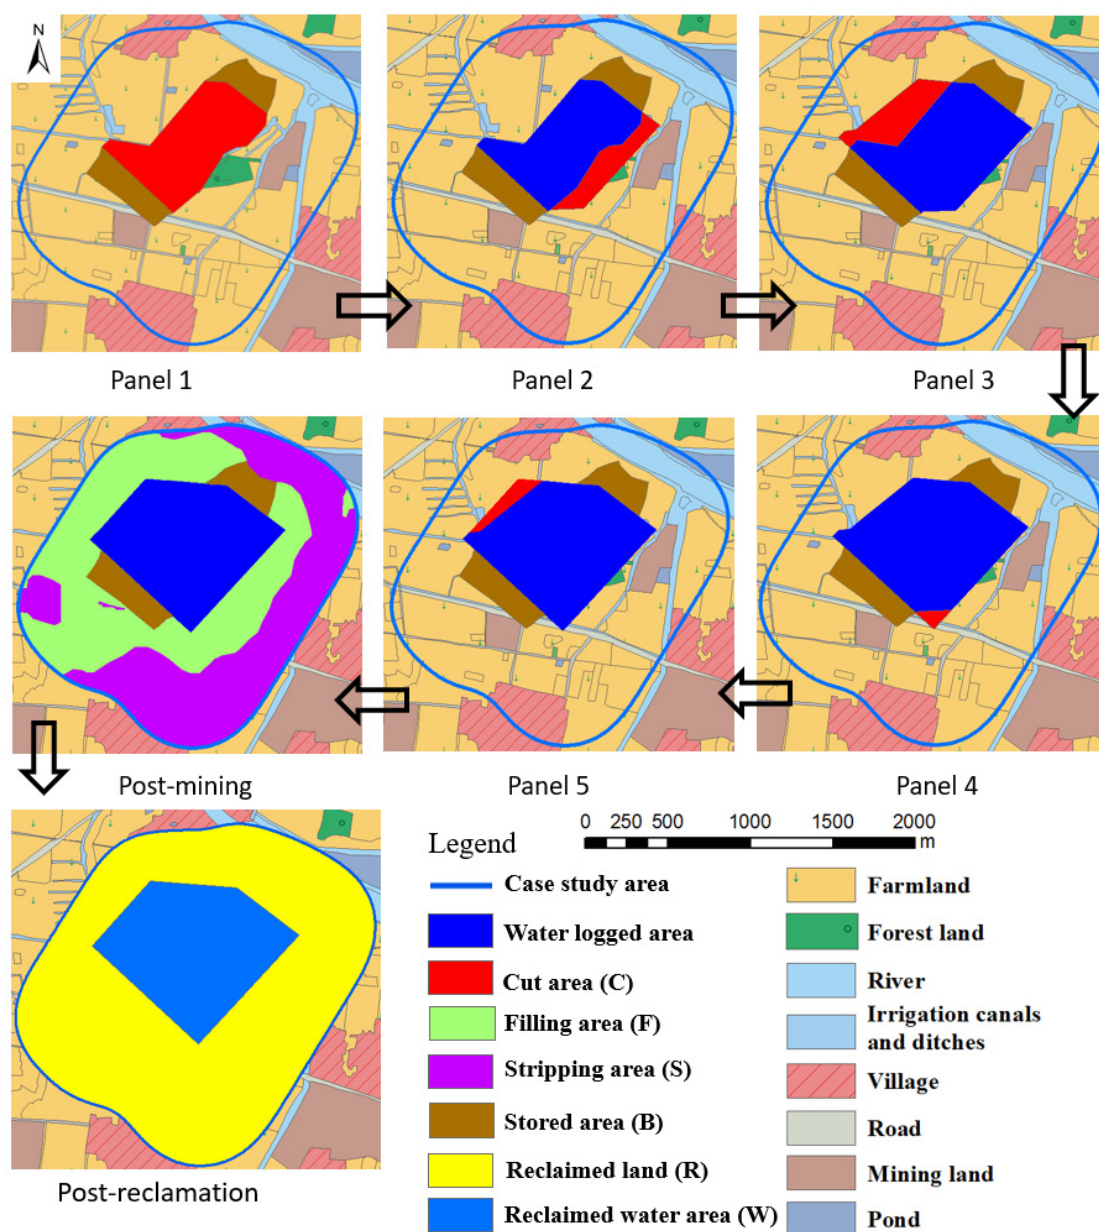 N
Panel 1
Panel 2
Panel 3
Post-mining
Panel 5
Panel 4
Post-reclamation
Legend
0 250 500 1000 1500 2000
m
Case study area
Water logged area
Cut area (C)
Filling area (F)
Stripping area (S)
Stored area (B)
Reclaimed land (R)
Reclaimed water area (W)
Farmland
Forest land
River
Irrigation canals
and ditches
Village
Road
Mining land
Pond